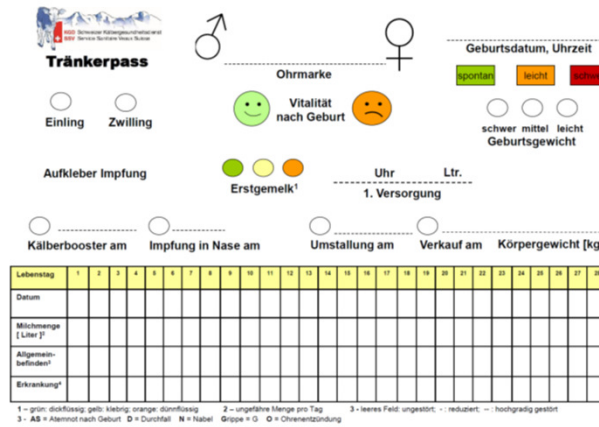 KGD Schweizer Kälbergesundheitsdienst
SSV Service Sanitaire Veaux Suisse
Tränkerpass
Ohrmarke
Geburtsdatum, Uhrzeit
spontan leicht
Einling Zwilling
Vitalität
nach Geburt
schwer mittel leicht
Geburtsgewicht
Aufkleber Impfung
Erstgemelk¹
Uhr Ltr.
1. Versorgung
Kälberbooster am Impfung in Nase am Umstallung am Verkauf am Körpergewicht [kg
Lebenstag 1 2 3 4 5 6 7 8 9 10 11 12 13 14 15 16 17 18 19 20 21 22 23 24 25 26 27 28
Datum
Milchmenge
[ Liter ]²
Allgemein-
befinden³
Erkrankung⁴
1 – grün: dickflüssig; gelb: klebrig; orange: dünnflüssig 2 – ungefähre Menge pro Tag 3 - leeres Feld: ungestört; - : reduziert; -- : hochgradig gestört
3 - AS = Atemnot nach Geburt D = Durchfall N = Nabel Grippe = G O = Ohrenentzündung